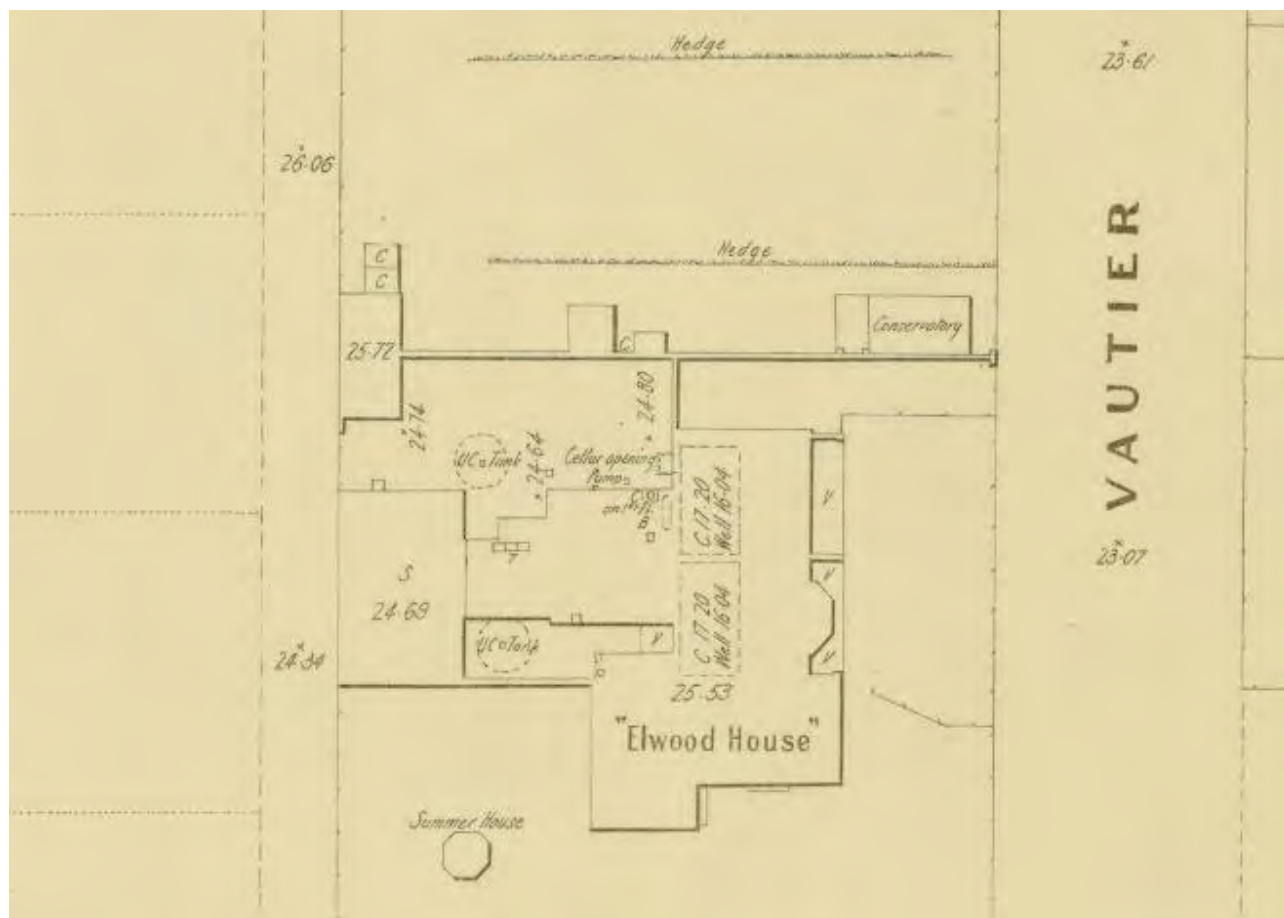 Hedge
23·61
26·06
Hedge
VAUTIER
C
C
Conservatory
25·72
C
24·80
24·74
UC Tank
24·64
Cellar opening
Pump
C 17·20
Well 16·04
V
23·07
T
S
24·69
V
UC Tank
V
C 17·20
Well 16·04
V
24·34
25·53
"Elwood House"
Summer House